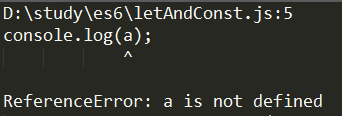 D:\study\es6\letAndConst.js:5
console.log(a);
^
ReferenceError: a is not defined